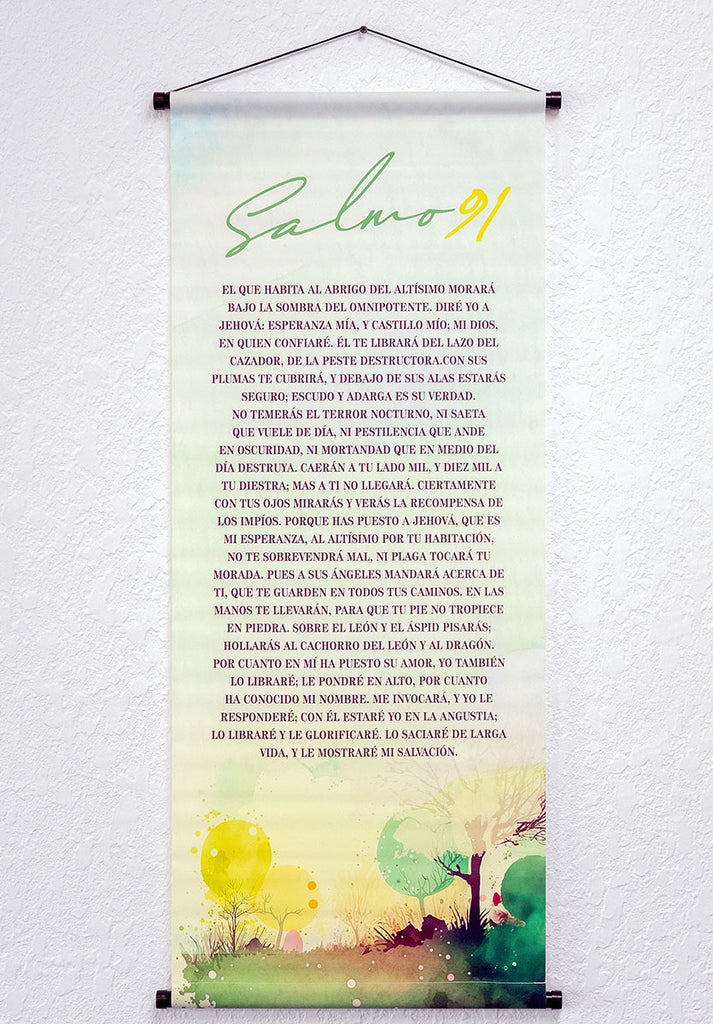 Salmo 91
EL QUE HABITA AL ABRIGO DEL ALTÍSIMO MORARÁ
BAJO LA SOMBRA DEL OMNIPOTENTE. DIRÉ YO A
JEHOVÁ: ESPERANZA MÍA, Y CASTILLO MÍO; MI DIOS,
EN QUIEN CONFIARÉ. ÉL TE LIBRARÁ DEL LAZO DEL
CAZADOR, DE LA PESTE DESTRUCTORA.CON SUS
PLUMAS TE CUBRIRÁ, Y DEBAJO DE SUS ALAS ESTARÁS
SEGURO; ESCUDO Y ADARGA ES SU VERDAD.
NO TEMERÁS EL TERROR NOCTURNO, NI SAETA
QUE VUELE DE DÍA, NI PESTILENCIA QUE ANDE
EN OSCURIDAD, NI MORTANDAD QUE EN MEDIO DEL
DÍA DESTRUYA. CAERÁN A TU LADO MIL, Y DIEZ MIL A
TU DIESTRA; MAS A TI NO LLEGARÁ. CIERTAMENTE
CON TUS OJOS MIRARÁS Y VERÁS LA RECOMPENSA DE
LOS IMPÍOS. PORQUE HAS PUESTO A JEHOVÁ, QUE ES
MI ESPERANZA, AL ALTÍSIMO POR TU HABITACIÓN,
NO TE SOBREVENDRÁ MAL, NI PLAGA TOCARÁ TU
MORADA. PUES A SUS ÁNGELES MANDARÁ ACERCA DE
TI, QUE TE GUARDEN EN TODOS TUS CAMINOS. EN LAS
MANOS TE LLEVARÁN, PARA QUE TU PIE NO TROPIECE
EN PIEDRA. SOBRE EL LEÓN Y EL ÁSPID PISARÁS;
HOLLARÁS AL CACHORRO DEL LEÓN Y AL DRAGÓN.
POR CUANTO EN MÍ HA PUESTO SU AMOR, YO TAMBIÉN
LO LIBRARÉ; LE PONDRÉ EN ALTO, POR CUANTO
HA CONOCIDO MI NOMBRE. ME INVOCARÁ, Y YO LE
RESPONDERÉ; CON ÉL ESTARÉ YO EN LA ANGUSTIA;
LO LIBRARÉ Y LE GLORIFICARÉ. LO SACIARÉ DE LARGA
VIDA, Y LE MOSTRARÉ MI SALVACIÓN.